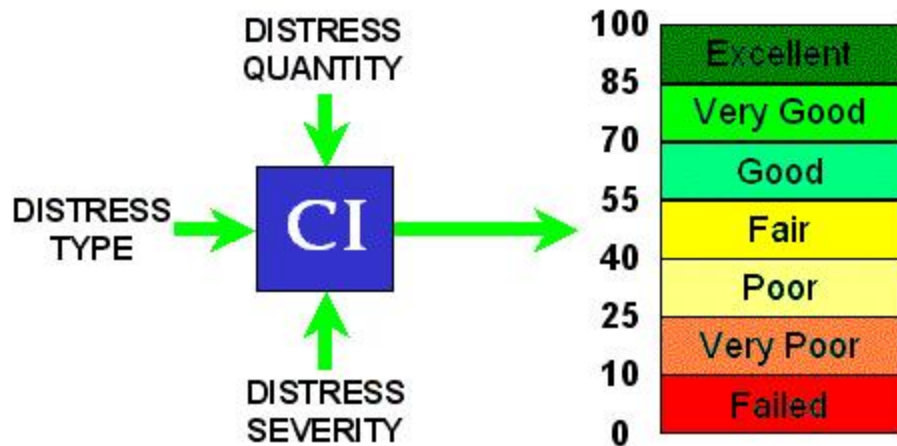 DISTRESS
QUANTITY
DISTRESS
TYPE
CI
DISTRESS
SEVERITY
100
Excellent
85
Very Good
70
Good
55
Fair
40
Poor
25
Very Poor
10
Failed
0